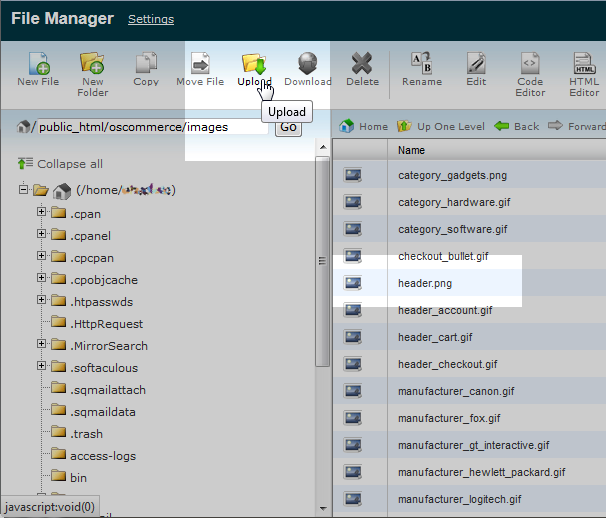 File Manager Settings
New File New Folder Copy Move File Upload Download Delete Rename Edit Code Editor HTML Editor
Upload
/public_html/oscommerce/images Go
Home Up One Level Back Forward
Collapse all
(/home/ )
.cpan
.cpanel
.cpcpan
.cpobjcache
.htpasswds
.HttpRequest
.MirrorSearch
.softaculous
.sqmailattach
.sqmaildata
.trash
access-logs
bin
javascript:void(0)
Name
category_gadgets.png
category_hardware.gif
category_software.gif
checkout_bullet.gif
header.png
header_account.gif
header_cart.gif
header_checkout.gif
manufacturer_canon.gif
manufacturer_fox.gif
manufacturer_gt_interactive.gif
manufacturer_hewlett_packard.gif
manufacturer_logitech.gif